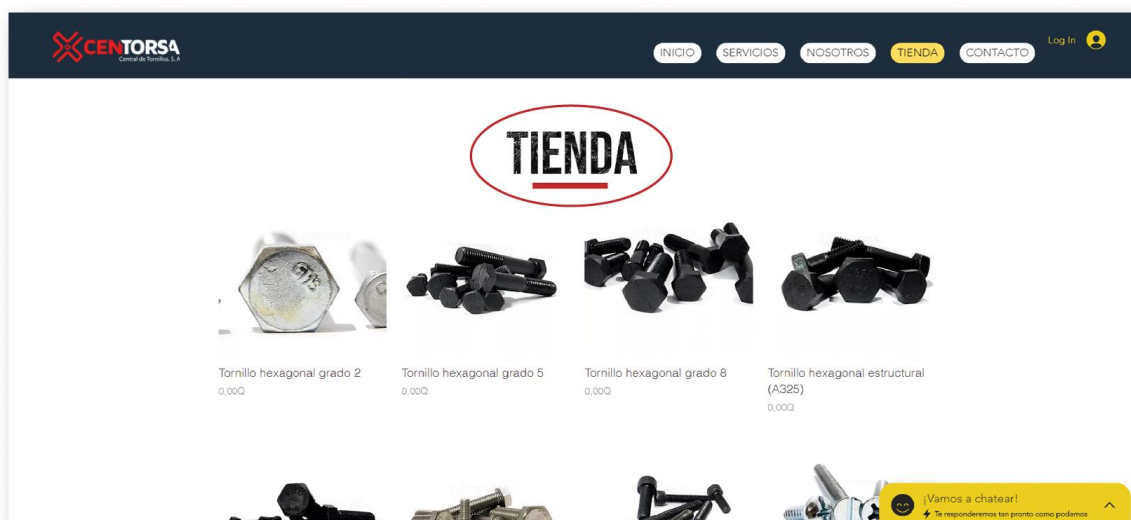 CENTORSA
Central de Tornillos, S. A
INICIO
SERVICIOS
NOSOTROS
TIENDA
CONTACTO
Log In
TIENDA
Tornillo hexagonal grado 2
0,00Q
Tornillo hexagonal grado 5
0,00Q
Tornillo hexagonal grado 8
0,00Q
Tornillo hexagonal estructural
(A325)
0,00Q
¡Vamos a chatear!
Te responderemos tan pronto como podamos